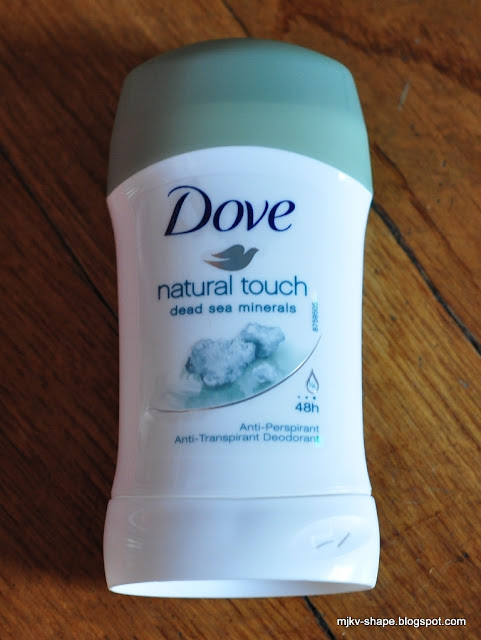 Dove
natural touch
dead sea minerals
48h
Anti-Perspirant
Anti-Transpirant Deodorant
mjkv-shape.blogspot.com